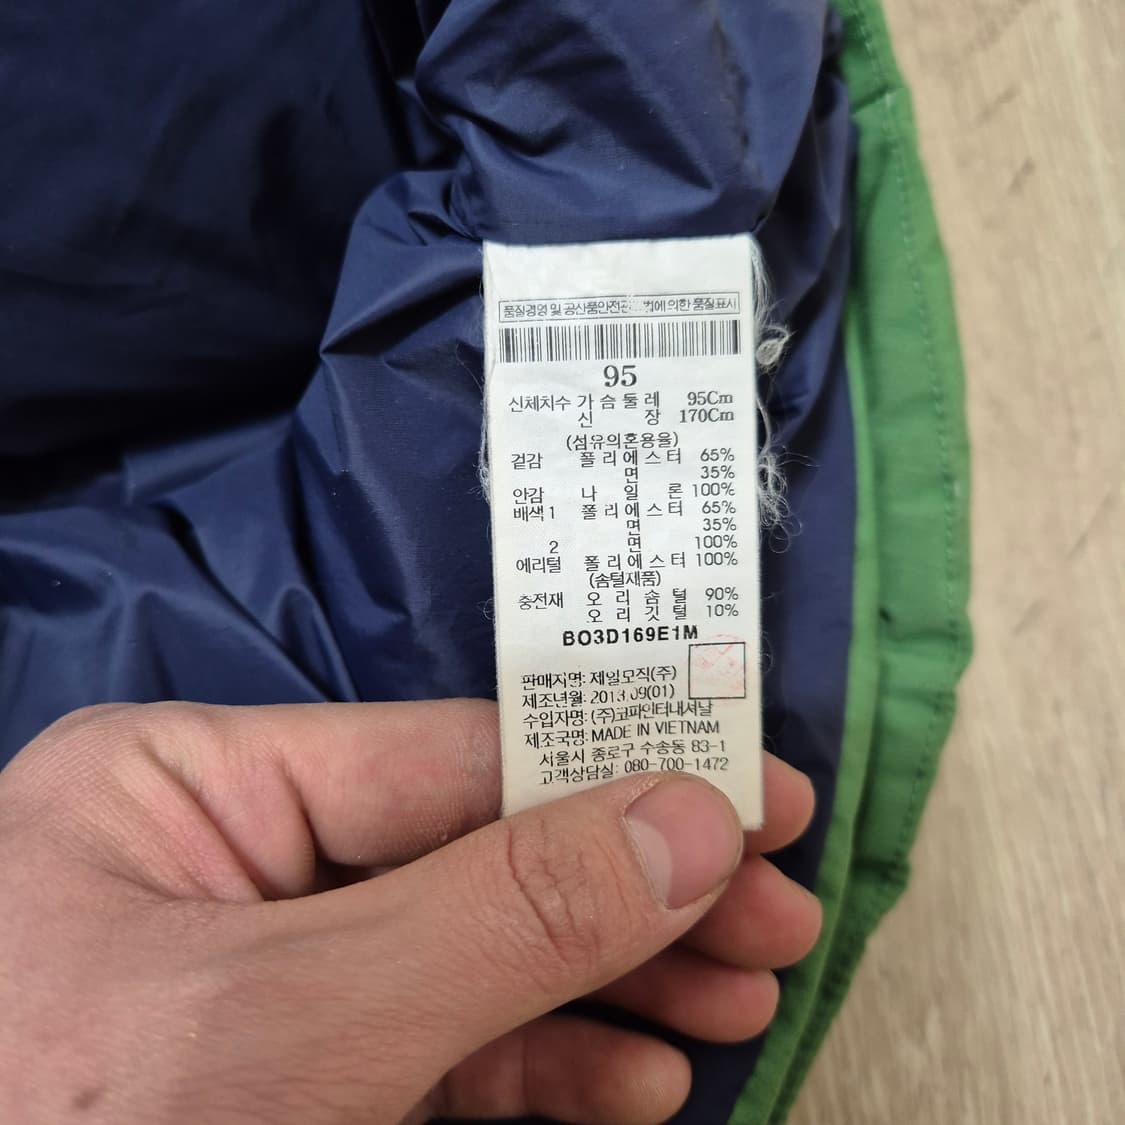 품질경영 및 공산품안전관 법에 의한 품질표시
95
신체치수 가슴둘레 95Cm
신 장 170Cm
(섬유의혼용율)
겉감 폴리에스터 65%
면 35%
안감 나일론 100%
배색1 폴리에스터 65%
면 35%
2 면 100%
에리털 폴리에스터 100%
(솜털제품)
충전재 오리솜털 90%
오리깃털 10%
BO3D169E1M
판매자명: 제일모직(주)
제조년월: 2013.09(01)
수입자명: (주)코파인터내셔날
제조국명: MADE IN VIETNAM
서울시 종로구 수송동 83-1
고객상담실: 080-700-1472